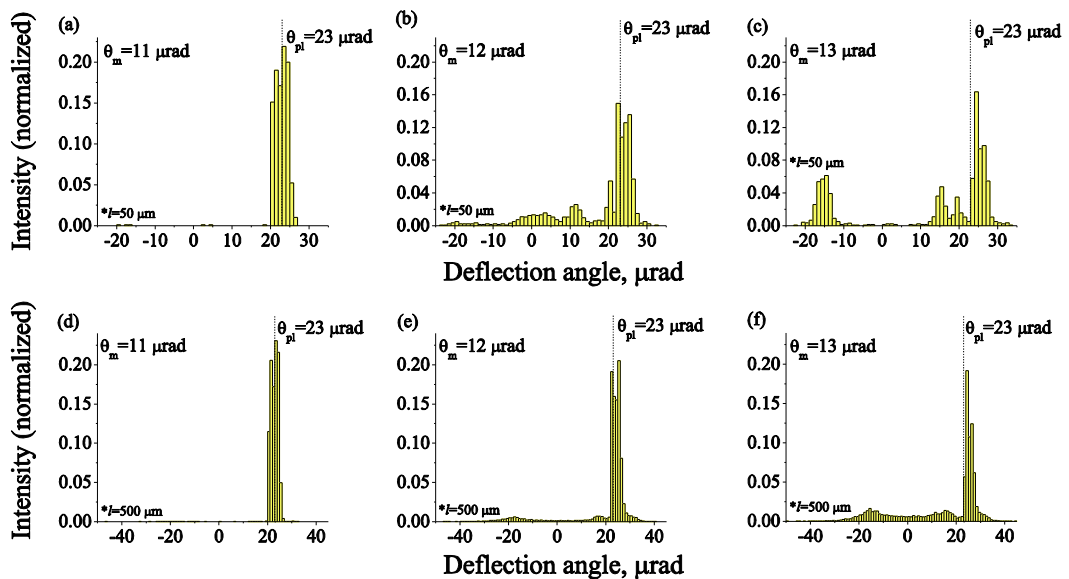 (a)
θpl=23 μrad
θm=11 μrad
0.20
0.15
0.10
0.05
0.00
*l=50 μm
-20 -10 0 10 20 30
(b)
θpl=23 μrad
θm=12 μrad
0.20
0.16
0.12
0.08
0.04
0.00
*l=50 μm
-20 -10 0 10 20 30
(c)
θpl=23 μrad
θm=13 μrad
0.20
0.16
0.12
0.08
0.04
0.00
*l=50 μm
-20 -10 0 10 20 30
Intensity (normalized)
Deflection angle, μrad
(d)
θpl=23 μrad
θm=11 μrad
0.20
0.15
0.10
0.05
0.00
*l=500 μm
-40 -20 0 20 40
(e)
θpl=23 μrad
θm=12 μrad
0.20
0.15
0.10
0.05
0.00
*l=500 μm
-40 -20 0 20 40
(f)
θpl=23 μrad
θm=13 μrad
0.20
0.15
0.10
0.05
0.00
*l=500 μm
-40 -20 0 20 40
Intensity (normalized)
Deflection angle, μrad